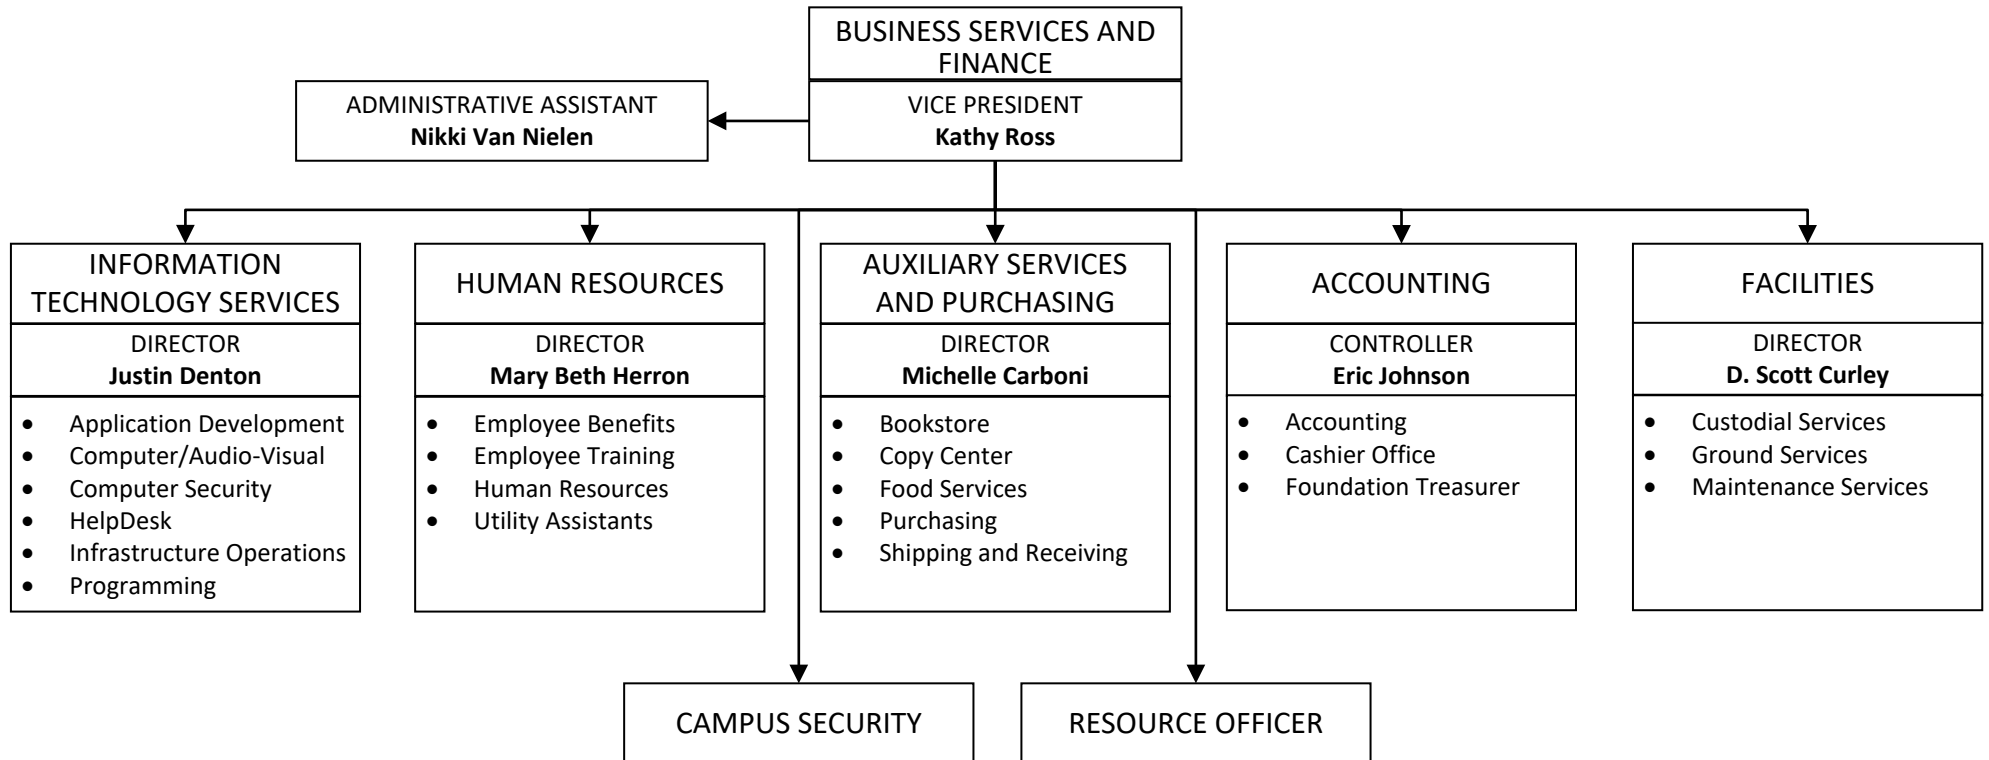 BUSINESS SERVICES AND
FINANCE
ADMINISTRATIVE ASSISTANT
Nikki Van Nielen
VICE PRESIDENT
Kathy Ross
INFORMATION
TECHNOLOGY SERVICES
DIRECTOR
Justin Denton
• Application Development
• Computer/Audio-Visual
• Computer Security
• HelpDesk
• Infrastructure Operations
• Programming
HUMAN RESOURCES
DIRECTOR
Mary Beth Herron
• Employee Benefits
• Employee Training
• Human Resources
• Utility Assistants
AUXILIARY SERVICES
AND PURCHASING
DIRECTOR
Michelle Carboni
• Bookstore
• Copy Center
• Food Services
• Purchasing
• Shipping and Receiving
ACCOUNTING
CONTROLLER
Eric Johnson
• Accounting
• Cashier Office
• Foundation Treasurer
FACILITIES
DIRECTOR
D. Scott Curley
• Custodial Services
• Ground Services
• Maintenance Services
CAMPUS SECURITY
RESOURCE OFFICER